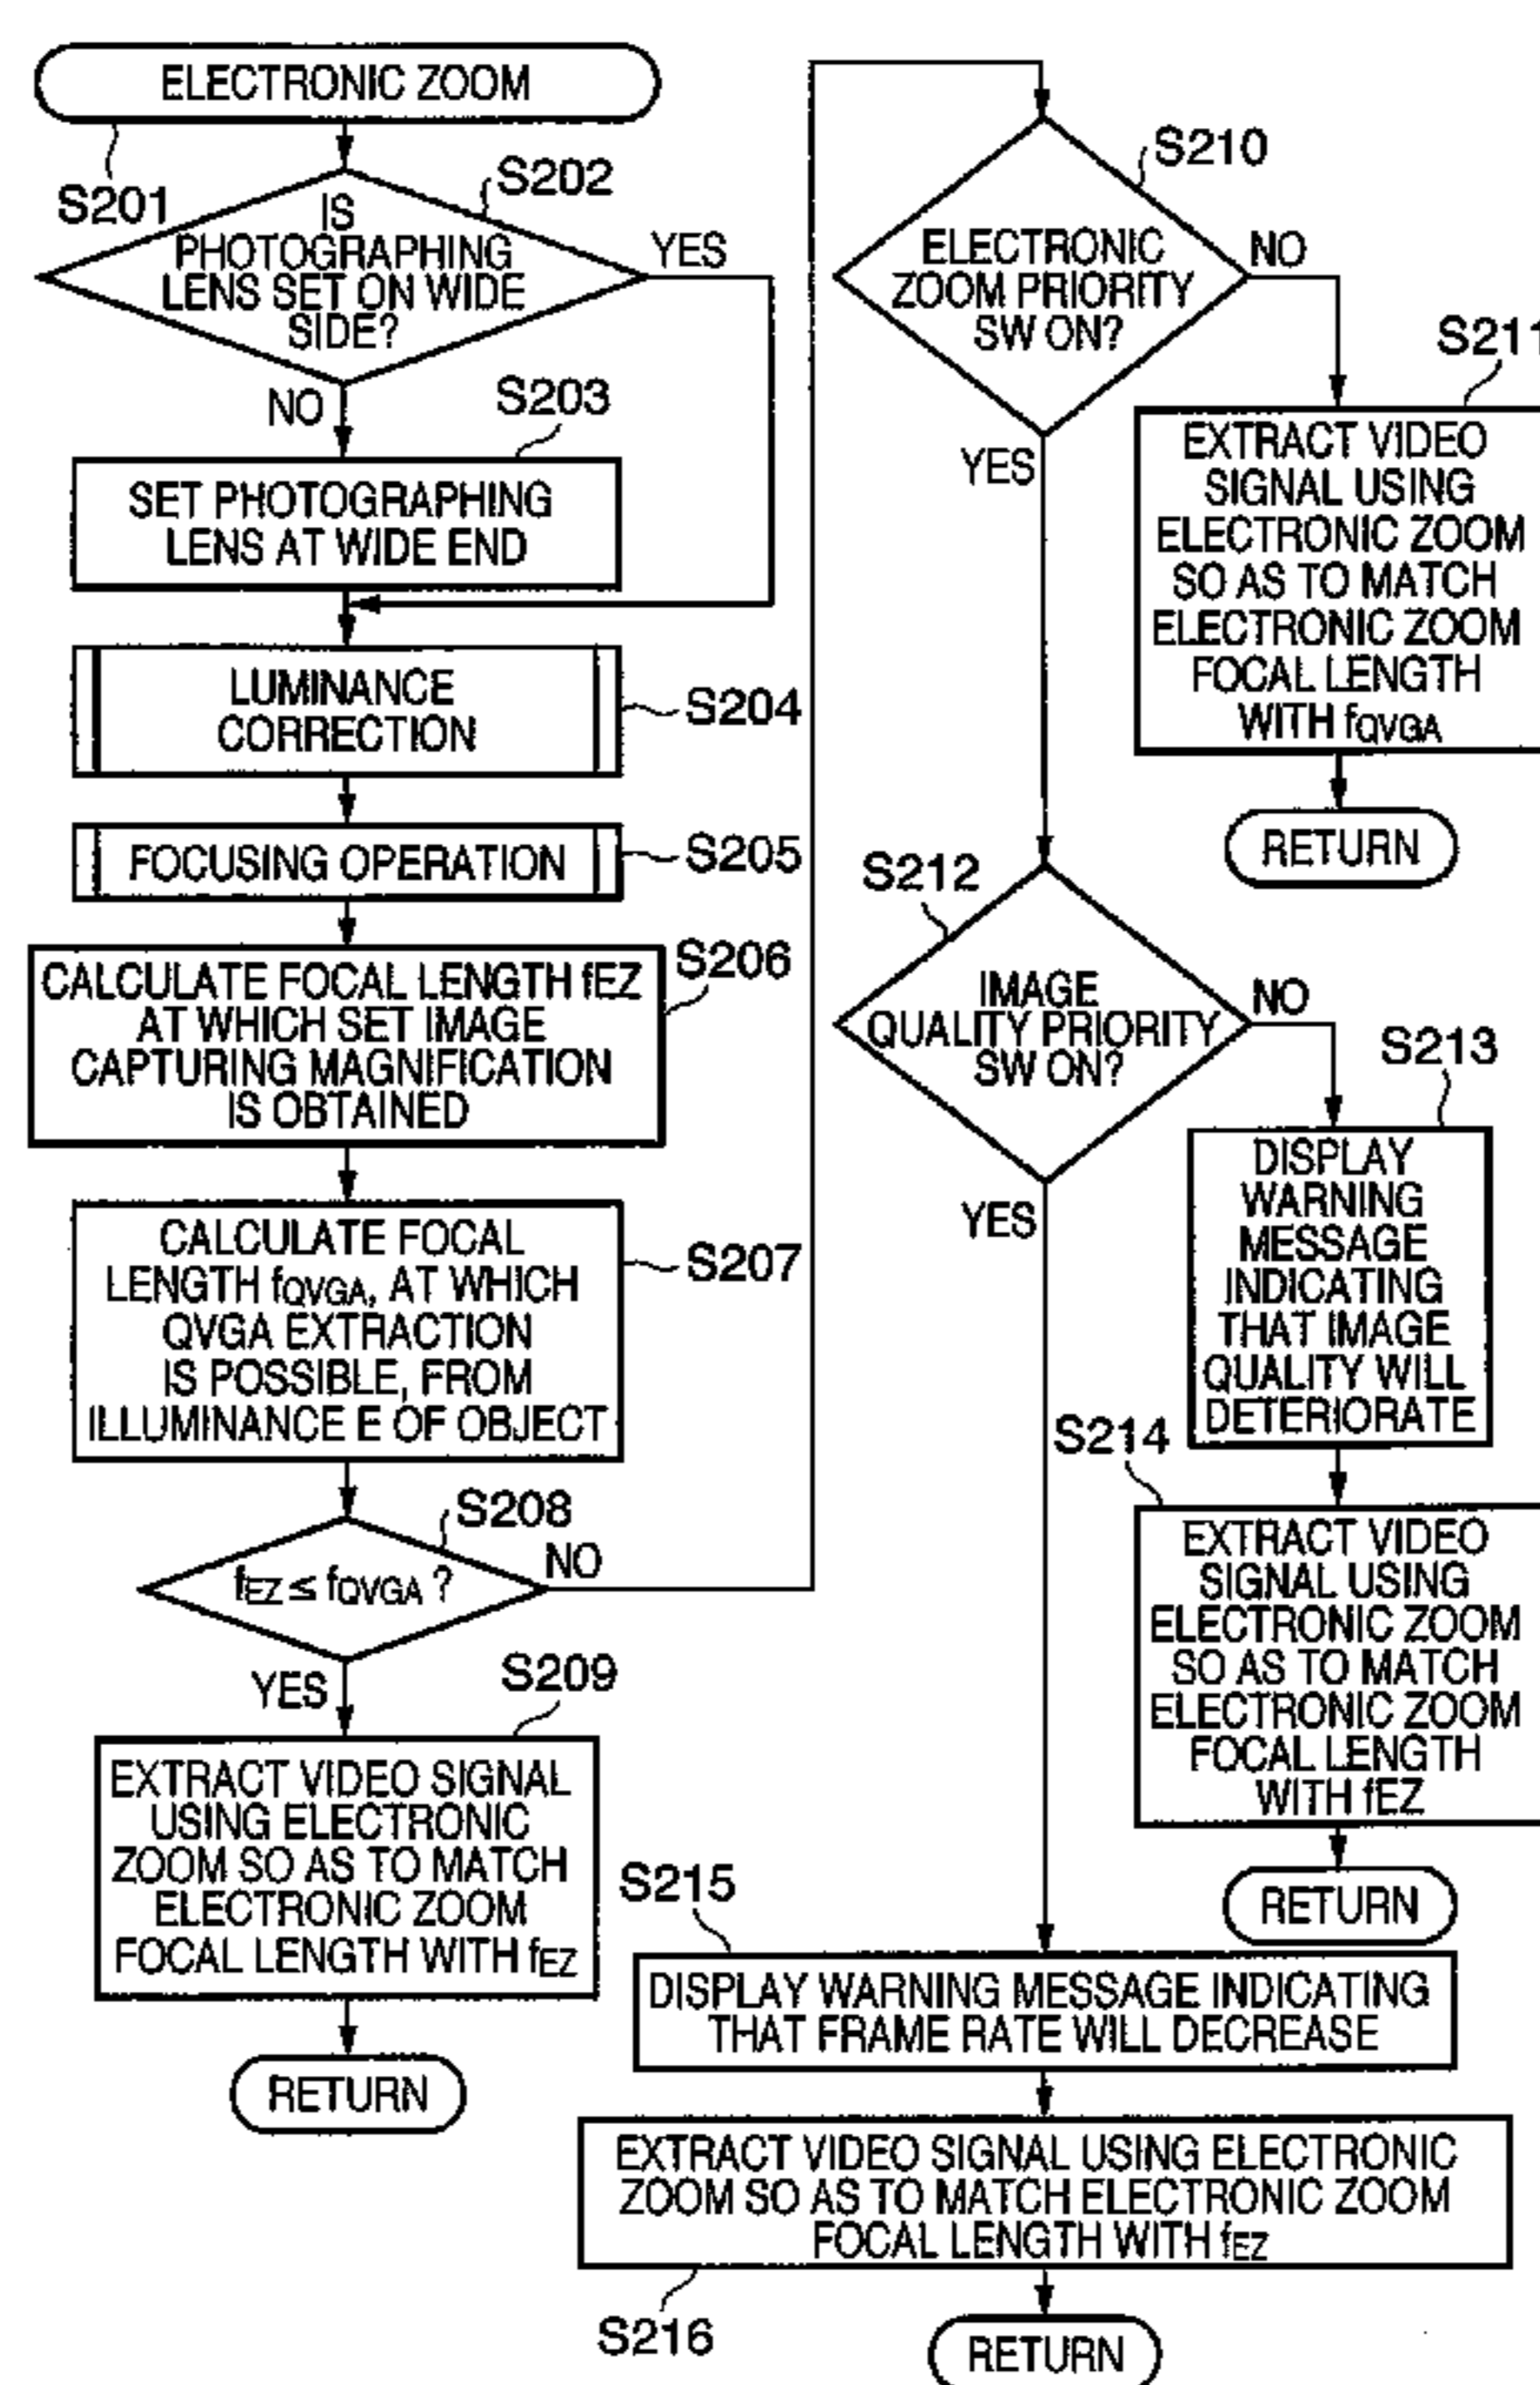 ELECTRONIC ZOOM
S201
S202
IS
PHOTOGRAPHING
LENS SET ON WIDE
SIDE?
YES
NO
S203
SET PHOTOGRAPHING
LENS AT WIDE END
LUMINANCE
CORRECTION
S204
FOCUSING OPERATION
S205
CALCULATE FOCAL LENGTH fEZ
AT WHICH SET IMAGE
CAPTURING MAGNIFICATION
IS OBTAINED
S206
CALCULATE FOCAL
LENGTH fQVGA, AT WHICH
QVGA EXTRACTION
IS POSSIBLE, FROM
ILLUMINANCE E OF OBJECT
S207
S208
fEZ ≤ fQVGA ?
NO
YES
S209
EXTRACT VIDEO SIGNAL
USING ELECTRONIC
ZOOM SO AS TO MATCH
ELECTRONIC ZOOM
FOCAL LENGTH WITH fEZ
RETURN
S210
ELECTRONIC
ZOOM PRIORITY
SW ON?
NO
YES
S211
EXTRACT VIDEO
SIGNAL USING
ELECTRONIC ZOOM
SO AS TO MATCH
ELECTRONIC ZOOM
FOCAL LENGTH
WITH fQVGA
RETURN
S212
IMAGE
QUALITY PRIORITY
SW ON?
NO
YES
S213
DISPLAY
WARNING
MESSAGE
INDICATING
THAT IMAGE
QUALITY WILL
DETERIORATE
S214
EXTRACT VIDEO
SIGNAL USING
ELECTRONIC ZOOM
SO AS TO MATCH
ELECTRONIC ZOOM
FOCAL LENGTH
WITH fEZ
RETURN
S215
DISPLAY WARNING MESSAGE INDICATING
THAT FRAME RATE WILL DECREASE
EXTRACT VIDEO SIGNAL USING ELECTRONIC
ZOOM SO AS TO MATCH ELECTRONIC ZOOM
FOCAL LENGTH WITH fEZ
S216
RETURN